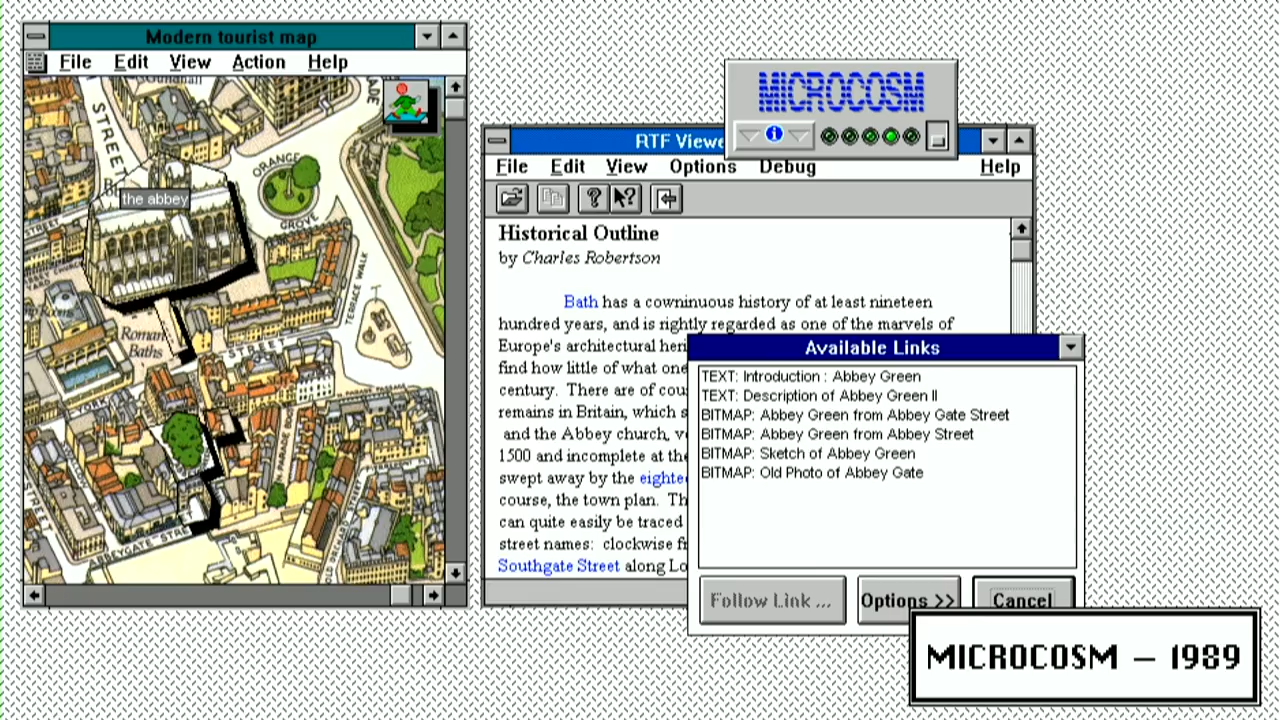 Modern tourist map
File Edit View Action Help
STREET
ADE
ORANGE
GROVE
the abbey
STREET
TERRACE WALK
Roman
Baths
STREET
YORK
ABBEYGATE STRE
STREET
MICROCOSM
RTF Viewe
File Edit View Options Debug Help
Historical Outline
by Charles Robertson
Bath has a cowninuous history of at least nineteen
hundred years, and is rightly regarded as one of the marvels of
Europe's architectural heri
find how little of what one
century. There are of cou
remains in Britain, which s
and the Abbey church, v
1500 and incomplete at the
swept away by the eighte
course, the town plan. Th
can quite easily be traced
street names: clockwise f
Southgate Street along Lo
Available Links
TEXT: Introduction : Abbey Green
TEXT: Description of Abbey Green II
BITMAP: Abbey Green from Abbey Gate Street
BITMAP: Abbey Green from Abbey Street
BITMAP: Sketch of Abbey Green
BITMAP: Old Photo of Abbey Gate
Follow Link ... Options >> Cancel
MICROCOSM – 1989